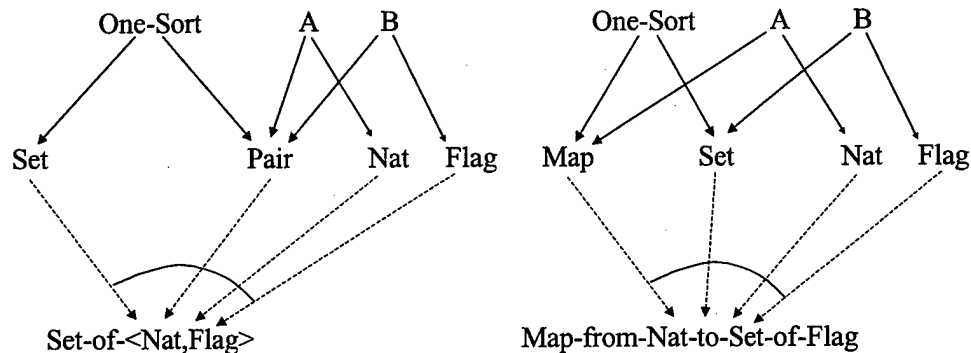 One-Sort A B
Set Pair Nat Flag
Set-of-<Nat,Flag>
One-Sort A B
Map Set Nat Flag
Map-from-Nat-to-Set-of-Flag